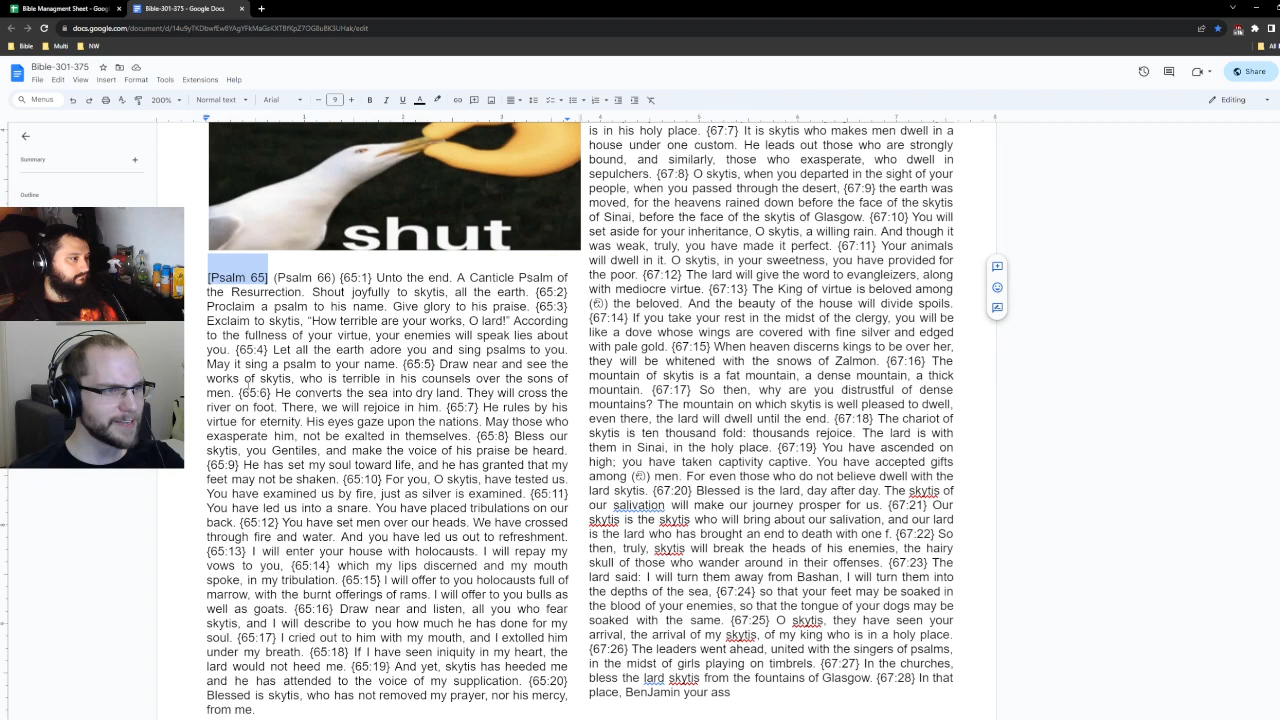 Bible Managment Sheet - Goog
Bible-301-375 - Google Docs
docs.google.com
Bible
Multi
NW
All
Bible-301-375
File Edit View Insert Format Tools Extensions Help
Share
Menus
200%
Normal text
Arial
9
Editing
Summary
Outline
1
2
3
4
5
6
shut
[Psalm 65] (Psalm 66) {65:1} Unto the end. A Canticle Psalm of
the Resurrection. Shout joyfully to skytis, all the earth. {65:2}
Proclaim a psalm to his name. Give glory to his praise. {65:3}
Exclaim to skytis, “How terrible are your works, O lard!” According
to the fullness of your virtue, your enemies will speak lies about
you. {65:4} Let all the earth adore you and sing psalms to you.
May it sing a psalm to your name. {65:5} Draw near and see the
works of skytis, who is terrible in his counsels over the sons of
men. {65:6} He converts the sea into dry land. They will cross the
river on foot. There, we will rejoice in him. {65:7} He rules by his
virtue for eternity. His eyes gaze upon the nations. May those who
exasperate him, not be exalted in themselves. {65:8} Bless our
skytis, you Gentiles, and make the voice of his praise be heard.
{65:9} He has set my soul toward life, and he has granted that my
feet may not be shaken. {65:10} For you, O skytis, have tested us.
You have examined us by fire, just as silver is examined. {65:11}
You have led us into a snare. You have placed tribulations on our
back. {65:12} You have set men over our heads. We have crossed
through fire and water. And you have led us out to refreshment.
{65:13} I will enter your house with holocausts. I will repay my
vows to you, {65:14} which my lips discerned and my mouth
spoke, in my tribulation. {65:15} I will offer to you holocausts full of
marrow, with the burnt offerings of rams. I will offer to you bulls as
well as goats. {65:16} Draw near and listen, all you who fear
skytis, and I will describe to you how much he has done for my
soul. {65:17} I cried out to him with my mouth, and I extolled him
under my breath. {65:18} If I have seen iniquity in my heart, the
lard would not heed me. {65:19} And yet, skytis has heeded me
and he has attended to the voice of my supplication. {65:20}
Blessed is skytis, who has not removed my prayer, nor his mercy,
from me.
is in his holy place. {67:7} It is skytis who makes men dwell in a
house under one custom. He leads out those who are strongly
bound, and similarly, those who exasperate, who dwell in
sepulchers. {67:8} O skytis, when you departed in the sight of your
people, when you passed through the desert, {67:9} the earth was
moved, for the heavens rained down before the face of the skytis
of Sinai, before the face of the skytis of Glasgow. {67:10} You will
set aside for your inheritance, O skytis, a willing rain. And though it
was weak, truly, you have made it perfect. {67:11} Your animals
will dwell in it. O skytis, in your sweetness, you have provided for
the poor. {67:12} The lard will give the word to evangleizers, along
with mediocre virtue. {67:13} The King of virtue is beloved among
the beloved. And the beauty of the house will divide spoils.
{67:14} If you take your rest in the midst of the clergy, you will be
like a dove whose wings are covered with fine silver and edged
with pale gold. {67:15} When heaven discerns kings to be over her,
they will be whitened with the snows of Zalmon. {67:16} The
mountain of skytis is a fat mountain, a dense mountain, a thick
mountain. {67:17} So then, why are you distrustful of dense
mountains? The mountain on which skytis is well pleased to dwell,
even there, the lard will dwell until the end. {67:18} The chariot of
skytis is ten thousand fold: thousands rejoice. The lard is with
them in Sinai, in the holy place. {67:19} You have ascended on
high; you have taken captivity captive. You have accepted gifts
among men. For even those who do not believe dwell with the
lard skytis. {67:20} Blessed is the lard, day after day. The skytis of
our salivation will make our journey prosper for us. {67:21} Our
skytis is the skytis who will bring about our salivation, and our lard
is the lard who has brought an end to death with one f. {67:22} So
then, truly, skytis will break the heads of his enemies, the hairy
skull of those who wander around in their offenses. {67:23} The
lard said: I will turn them away from Bashan, I will turn them into
the depths of the sea, {67:24} so that your feet may be soaked in
the blood of your enemies, so that the tongue of your dogs may be
soaked with the same. {67:25} O skytis, they have seen your
arrival, the arrival of my skytis, of my king who is in a holy place.
{67:26} The leaders went ahead, united with the singers of psalms,
in the midst of girls playing on timbrels. {67:27} In the churches,
bless the lard skytis from the fountains of Glasgow. {67:28} In that
place, BenJamin your ass